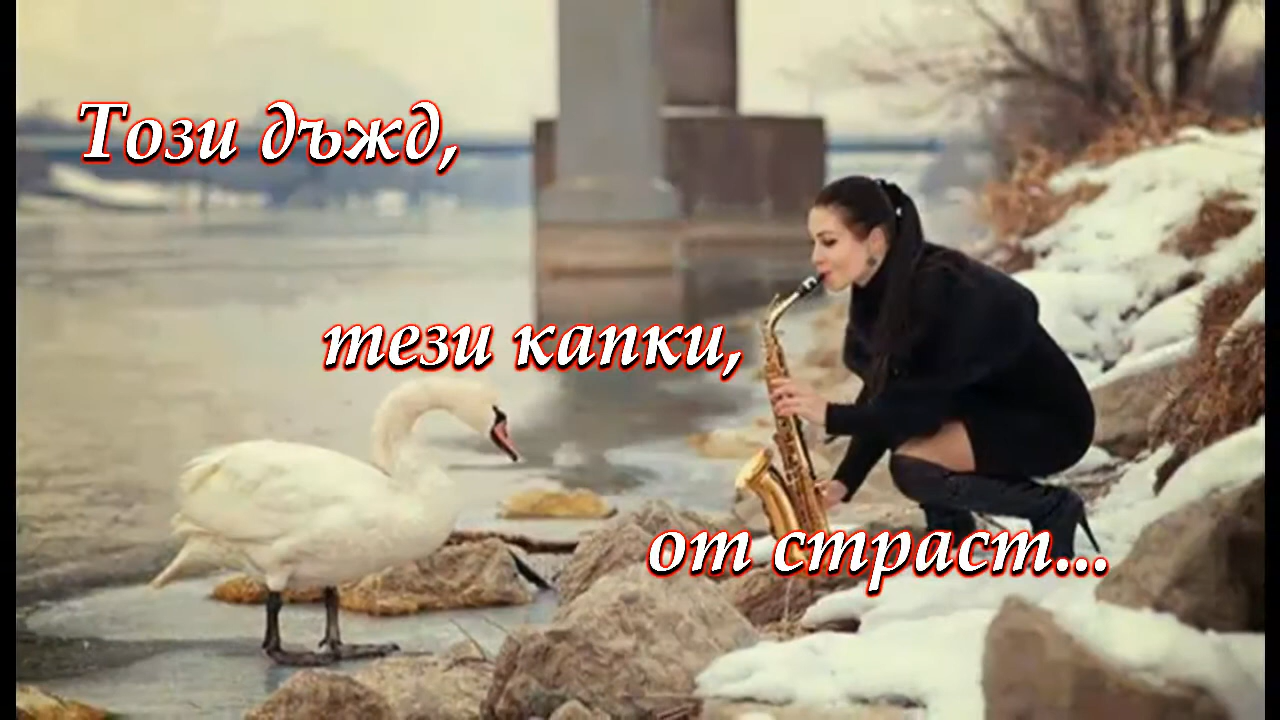 Този дъжд,
тези капки,
от страст...